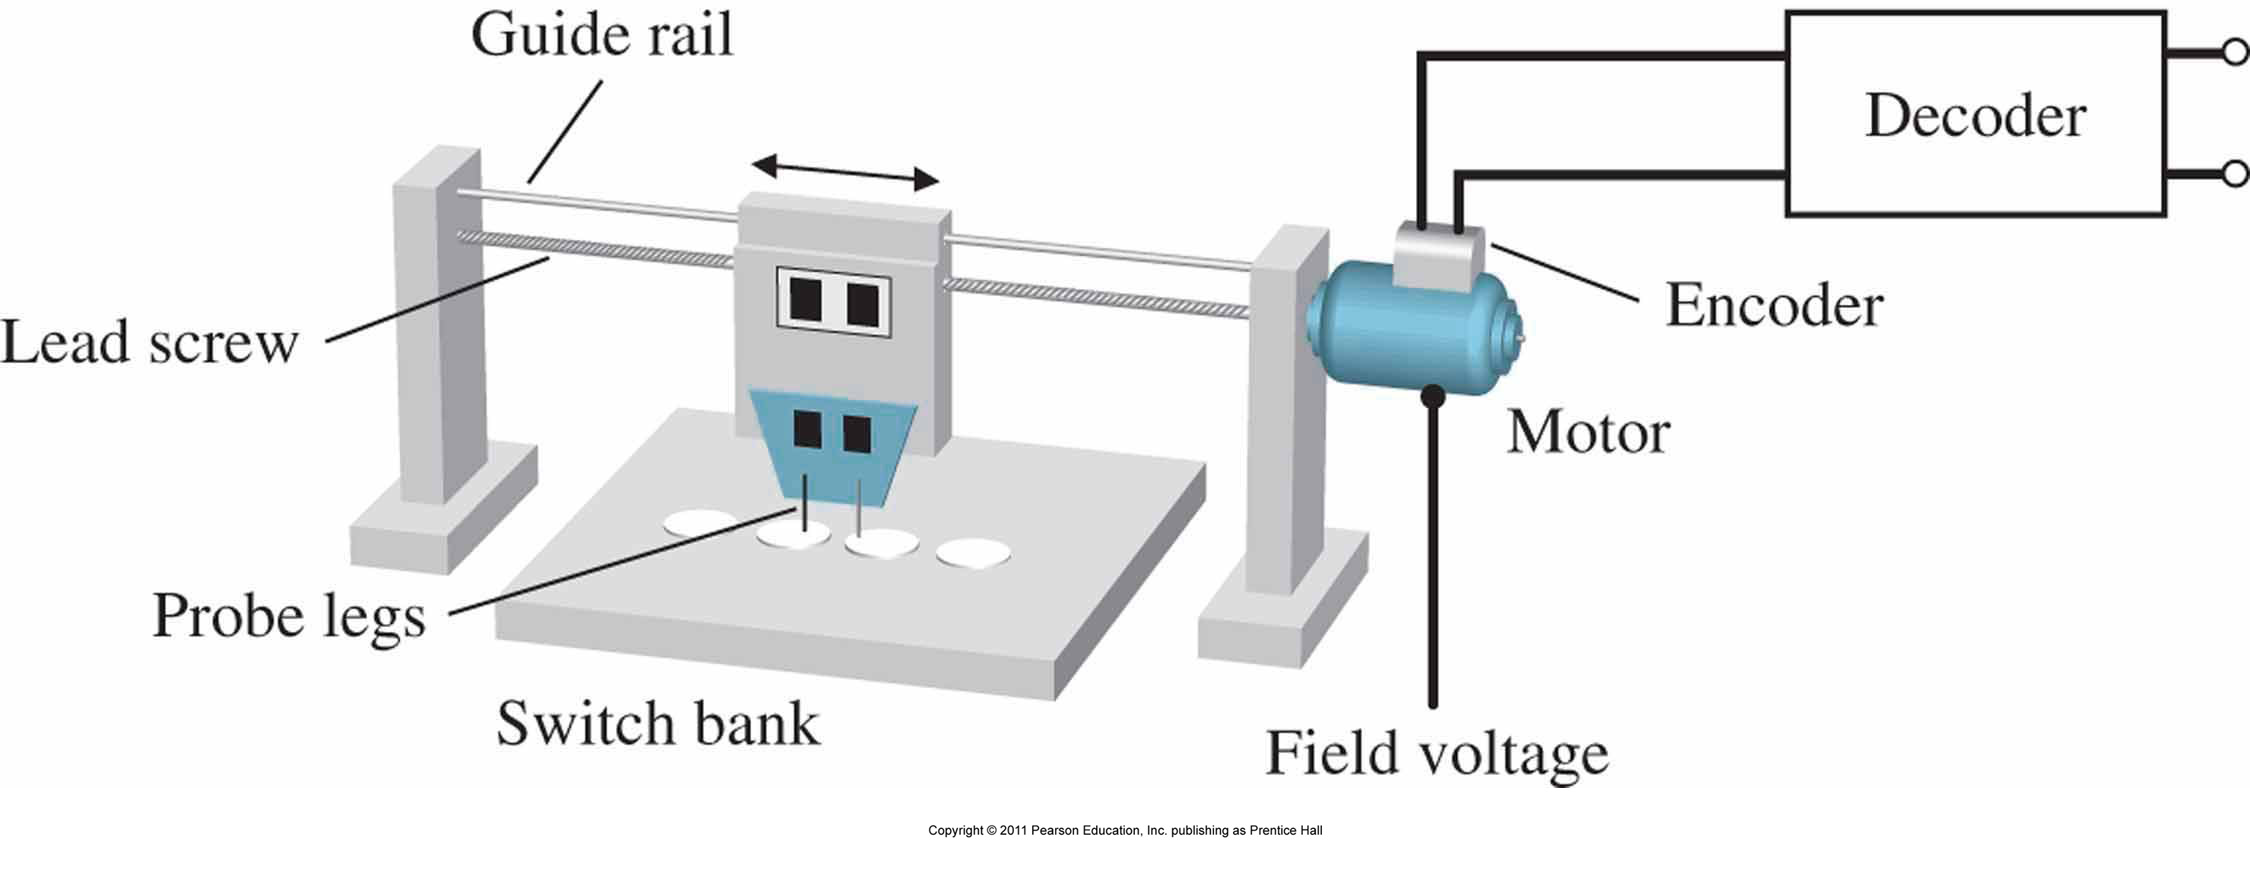 Guide rail
Decoder
Encoder
Lead screw
Motor
Probe legs
Switch bank
Field voltage
Copyright © 2011 Pearson Education, Inc. publishing as Prentice Hall